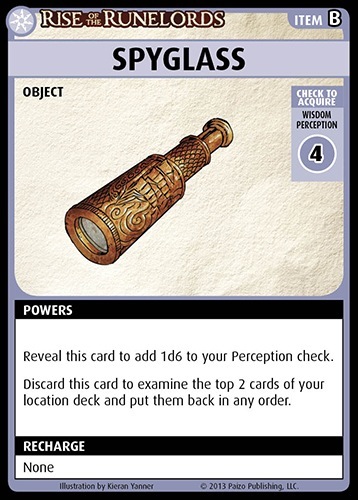 RISE OF THE RUNELORDS
ITEM B
SPYGLASS
OBJECT
CHECK TO
ACQUIRE
WISDOM
PERCEPTION
4
POWERS
Reveal this card to add 1d6 to your Perception check.
Discard this card to examine the top 2 cards of your
location deck and put them back in any order.
RECHARGE
None
Illustration by Kieran Yanner © 2013 Paizo Publishing, LLC.